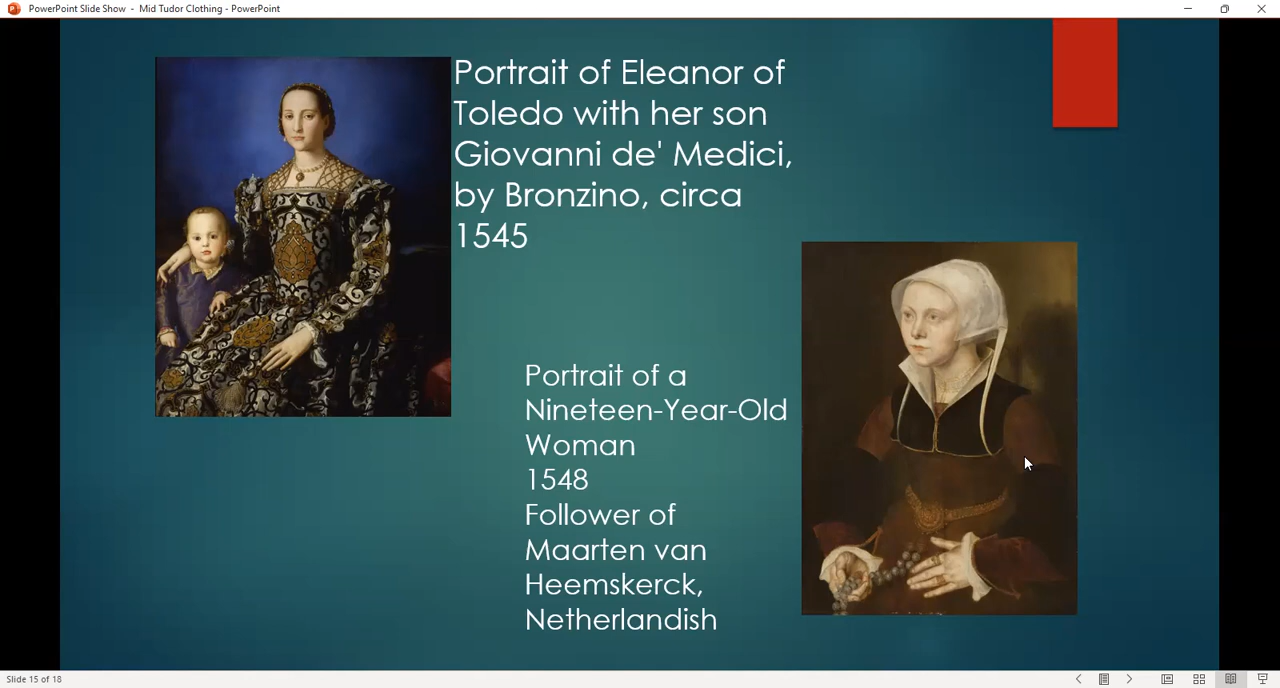 PowerPoint Slide Show - Mid Tudor Clothing - PowerPoint
Portrait of Eleanor of
Toledo with her son
Giovanni de' Medici,
by Bronzino, circa
1545
Portrait of a
Nineteen-Year-Old
Woman
1548
Follower of
Maarten van
Heemskerck,
Netherlandish
Slide 15 of 18